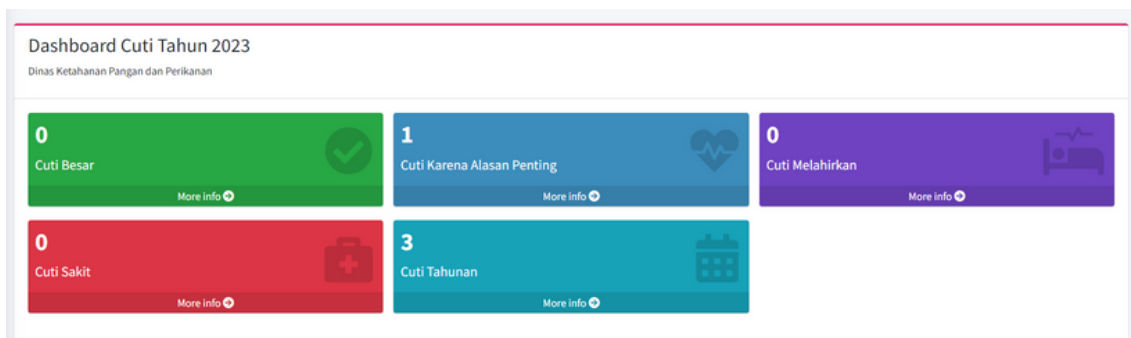 Dashboard Cuti Tahun 2023
Dinas Ketahanan Pangan dan Perikanan
0
Cuti Besar
More info
1
Cuti Karena Alasan Penting
More info
0
Cuti Melahirkan
More info
0
Cuti Sakit
More info
3
Cuti Tahunan
More info